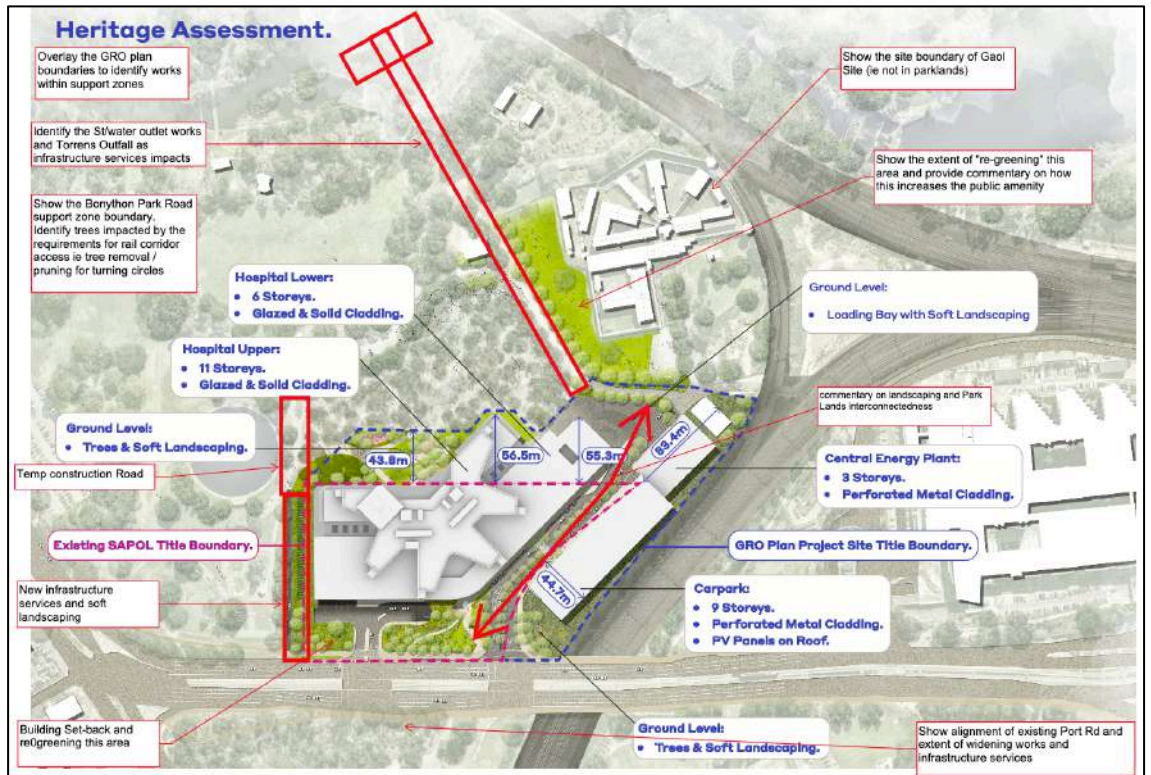 Heritage Assessment.
Overlay the GRO plan
boundaries to identify works
within support zones
Show the site boundary of Gaol
Site (ie not in parklands)
Identify the St/water outlet works
and Torrens Outfall as
infrastructure services impacts
Show the extent of "re-greening" this
area and provide commentary on how
this increases the public amenity
Show the Bonython Park Road
support zone boundary.
Identify trees impacted by the
requirements for rail corridor
access ie tree removal /
pruning for turning circles
Hospital Lower:
• 6 Storeys.
• Glazed & Solid Cladding.
Ground Level:
• Loading Bay with Soft Landscaping
Hospital Upper:
• 11 Storeys.
• Glazed & Solid Cladding.
commentary on landscaping and Park
Lands interconnectedness
Ground Level:
• Trees & Soft Landscaping.
43.8m
56.5m
55.3m
53.4m
Central Energy Plant:
• 3 Storeys.
• Perforated Metal Cladding.
Temp construction Road
Existing SAPOL Title Boundary.
GRO Plan Project Site Title Boundary.
44.7m
Carpark:
• 9 Storeys.
• Perforated Metal Cladding.
• PV Panels on Roof.
New infrastructure
services and soft
landscaping
Building Set-back and
re0greening this area
Ground Level:
• Trees & Soft Landscaping.
Show alignment of existing Port Rd and
extent of widening works and
infrastructure services